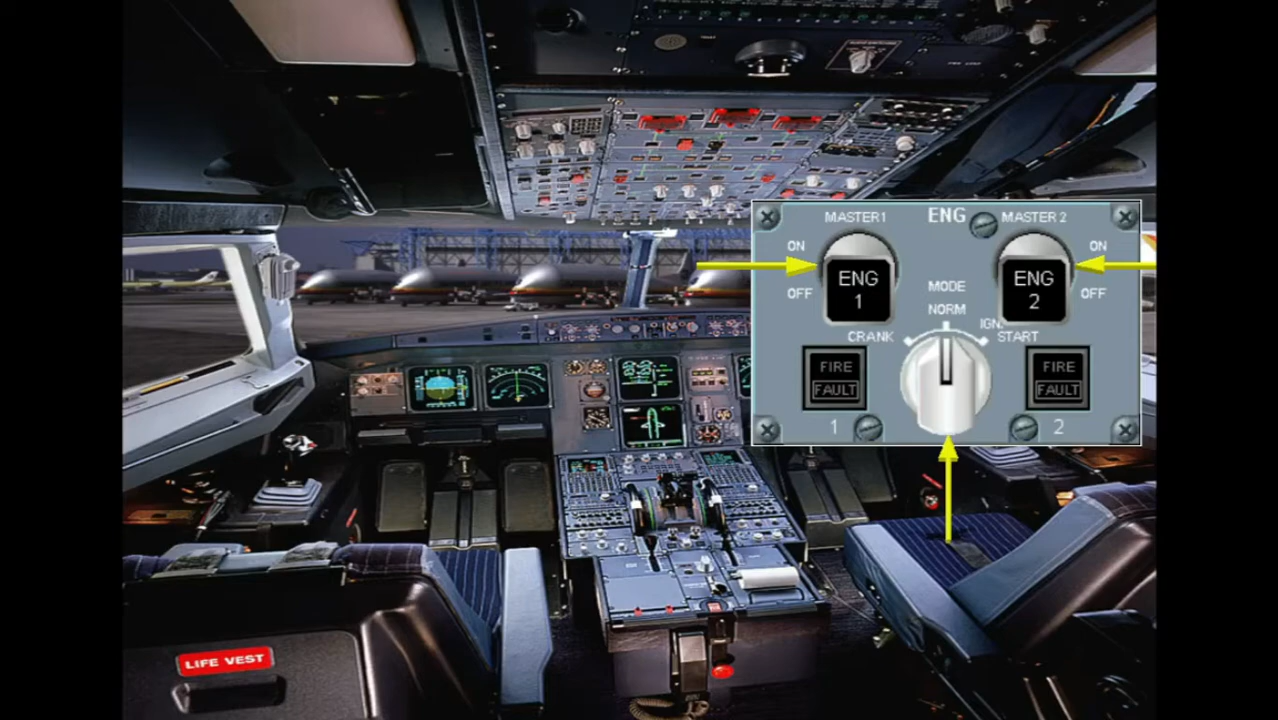 MASTER1 ENG MASTER 2
ON ON
ENG
1
ENG
2
OFF OFF
MODE
NORM
CRANK IGN. START
FIRE
FAULT
FIRE
FAULT
1 2
LIFE VEST